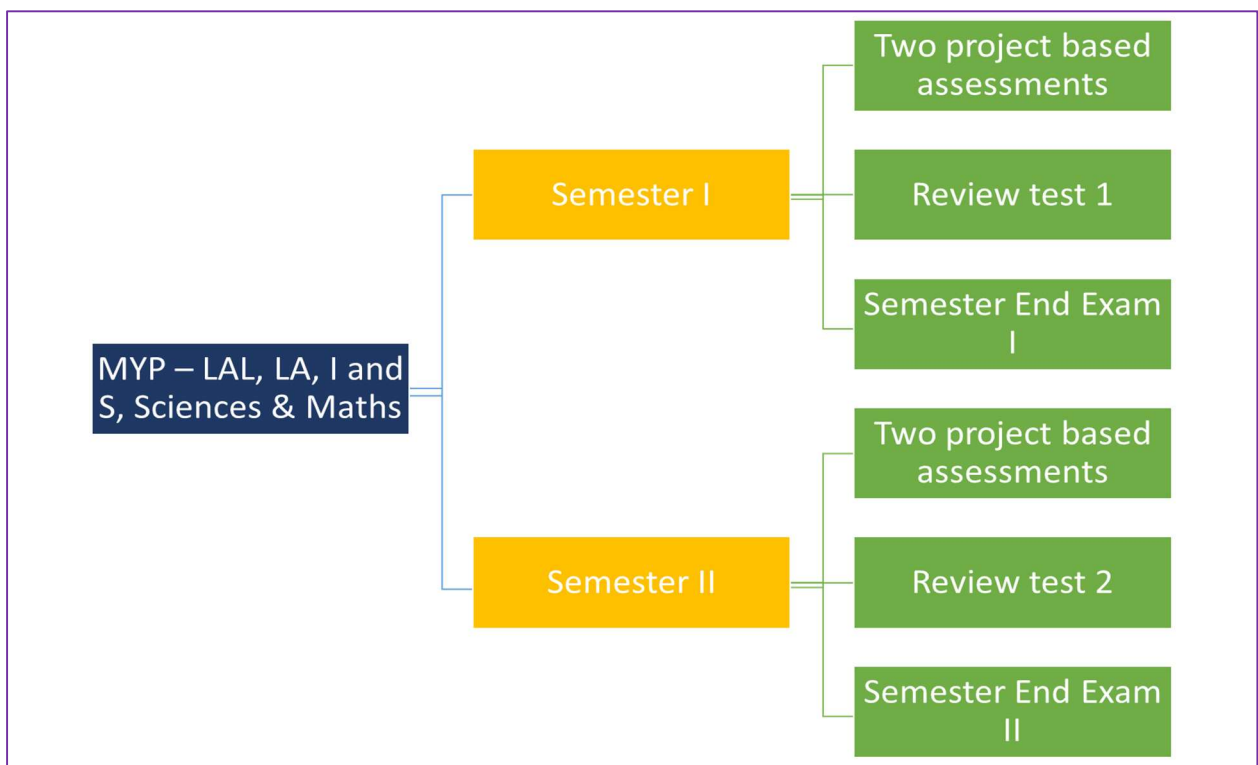 MYP – LAL, LA, I and
S, Sciences & Maths
Semester I
Two project based
assessments
Review test 1
Semester End Exam
I
Semester II
Two project based
assessments
Review test 2
Semester End Exam
II